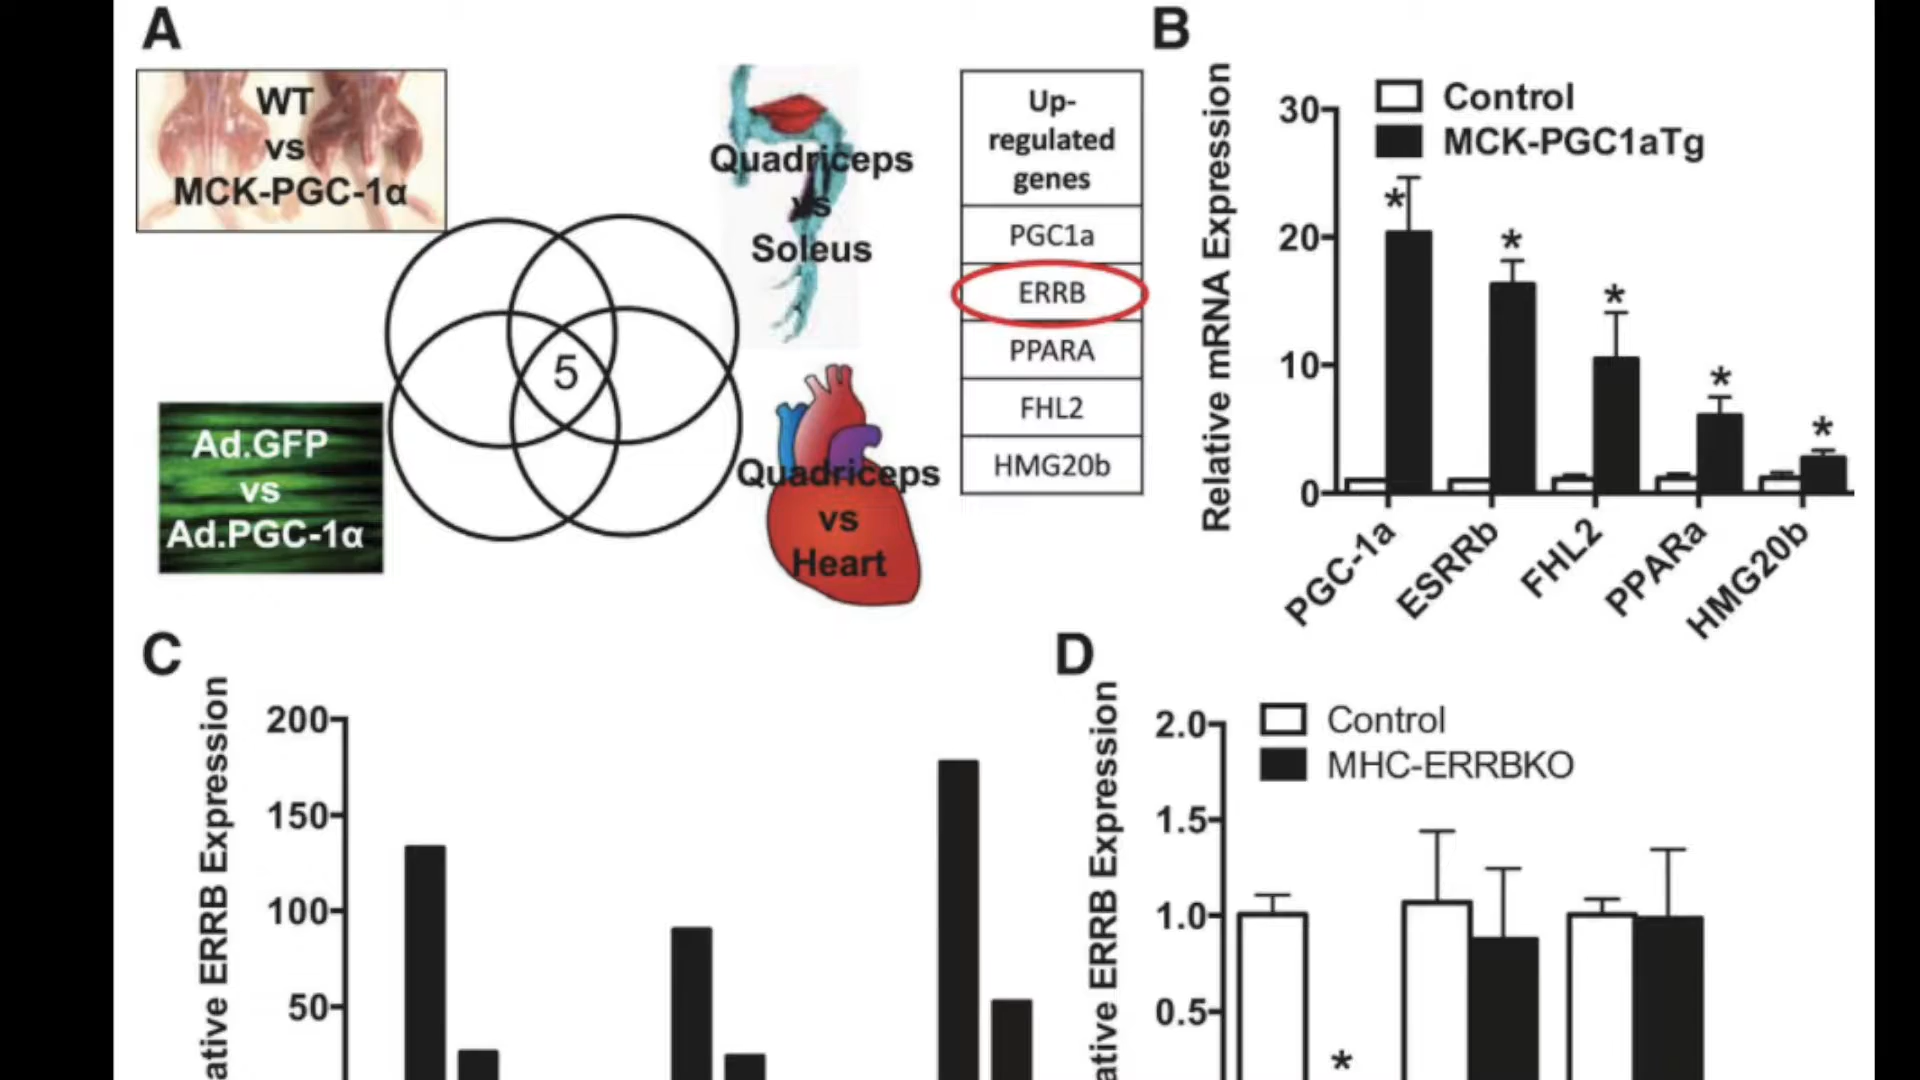 A
WT
vs
MCK-PGC-1α
Quadriceps
vs
Soleus
5
Ad.GFP
vs
Ad.PGC-1α
Quadriceps
vs
Heart
Up-
regulated
genes
PGC1a
ERRB
PPARA
FHL2
HMG20b
B
Relative mRNA Expression
30
20
10
0
Control
MCK-PGC1aTg
*
*
*
*
*
PGC-1a
ESRRb
FHL2
PPARa
HMG20b
C
ative ERRB Expression
200
150
100
50
D
ative ERRB Expression
2.0
1.5
1.0
0.5
Control
MHC-ERRBKO
*